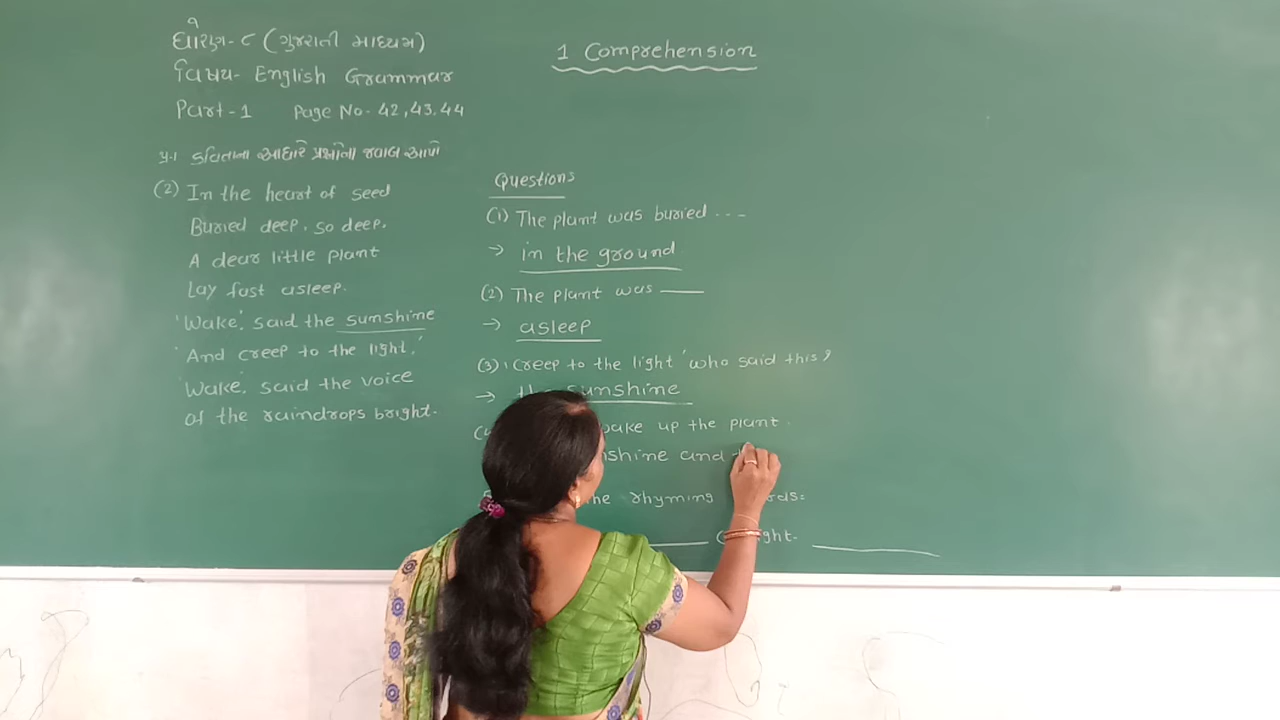 ધોરણ-૮ (ગુજરાતી માધ્યમ)
વિષય- English Grammar
Part-1 Page No- 42,43.44
પ્ર.1 કવિતાના આધારે પ્રશ્નોના જવાબ આપો
(2) In the heart of seed
Buried deep, so deep,
A dear little plant
Lay fast asleep.
'Wake', said the sunshine
'And creep to the light,'
'Wake', said the voice
of the raindrops bright.
1 Comprehension
Questions
(1) The plant was buried ...
→ in the ground
(2) The plant was ____
→ asleep
(3) 'Creep to the light' who said this?
→ sunshine
wake up the plant.
and
the rhyming